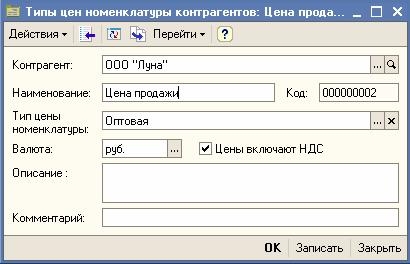 Типы цен номенклатуры контрагентов: Цена прода...
Действия Перейти
Контрагент: ООО "Луна"
Наименование: Цена продажи Код: 000000002
Тип цены
номенклатуры: Оптовая
Валюта: руб. Цены включают НДС
Описание :
Комментарий:
OK Записать Закрыть